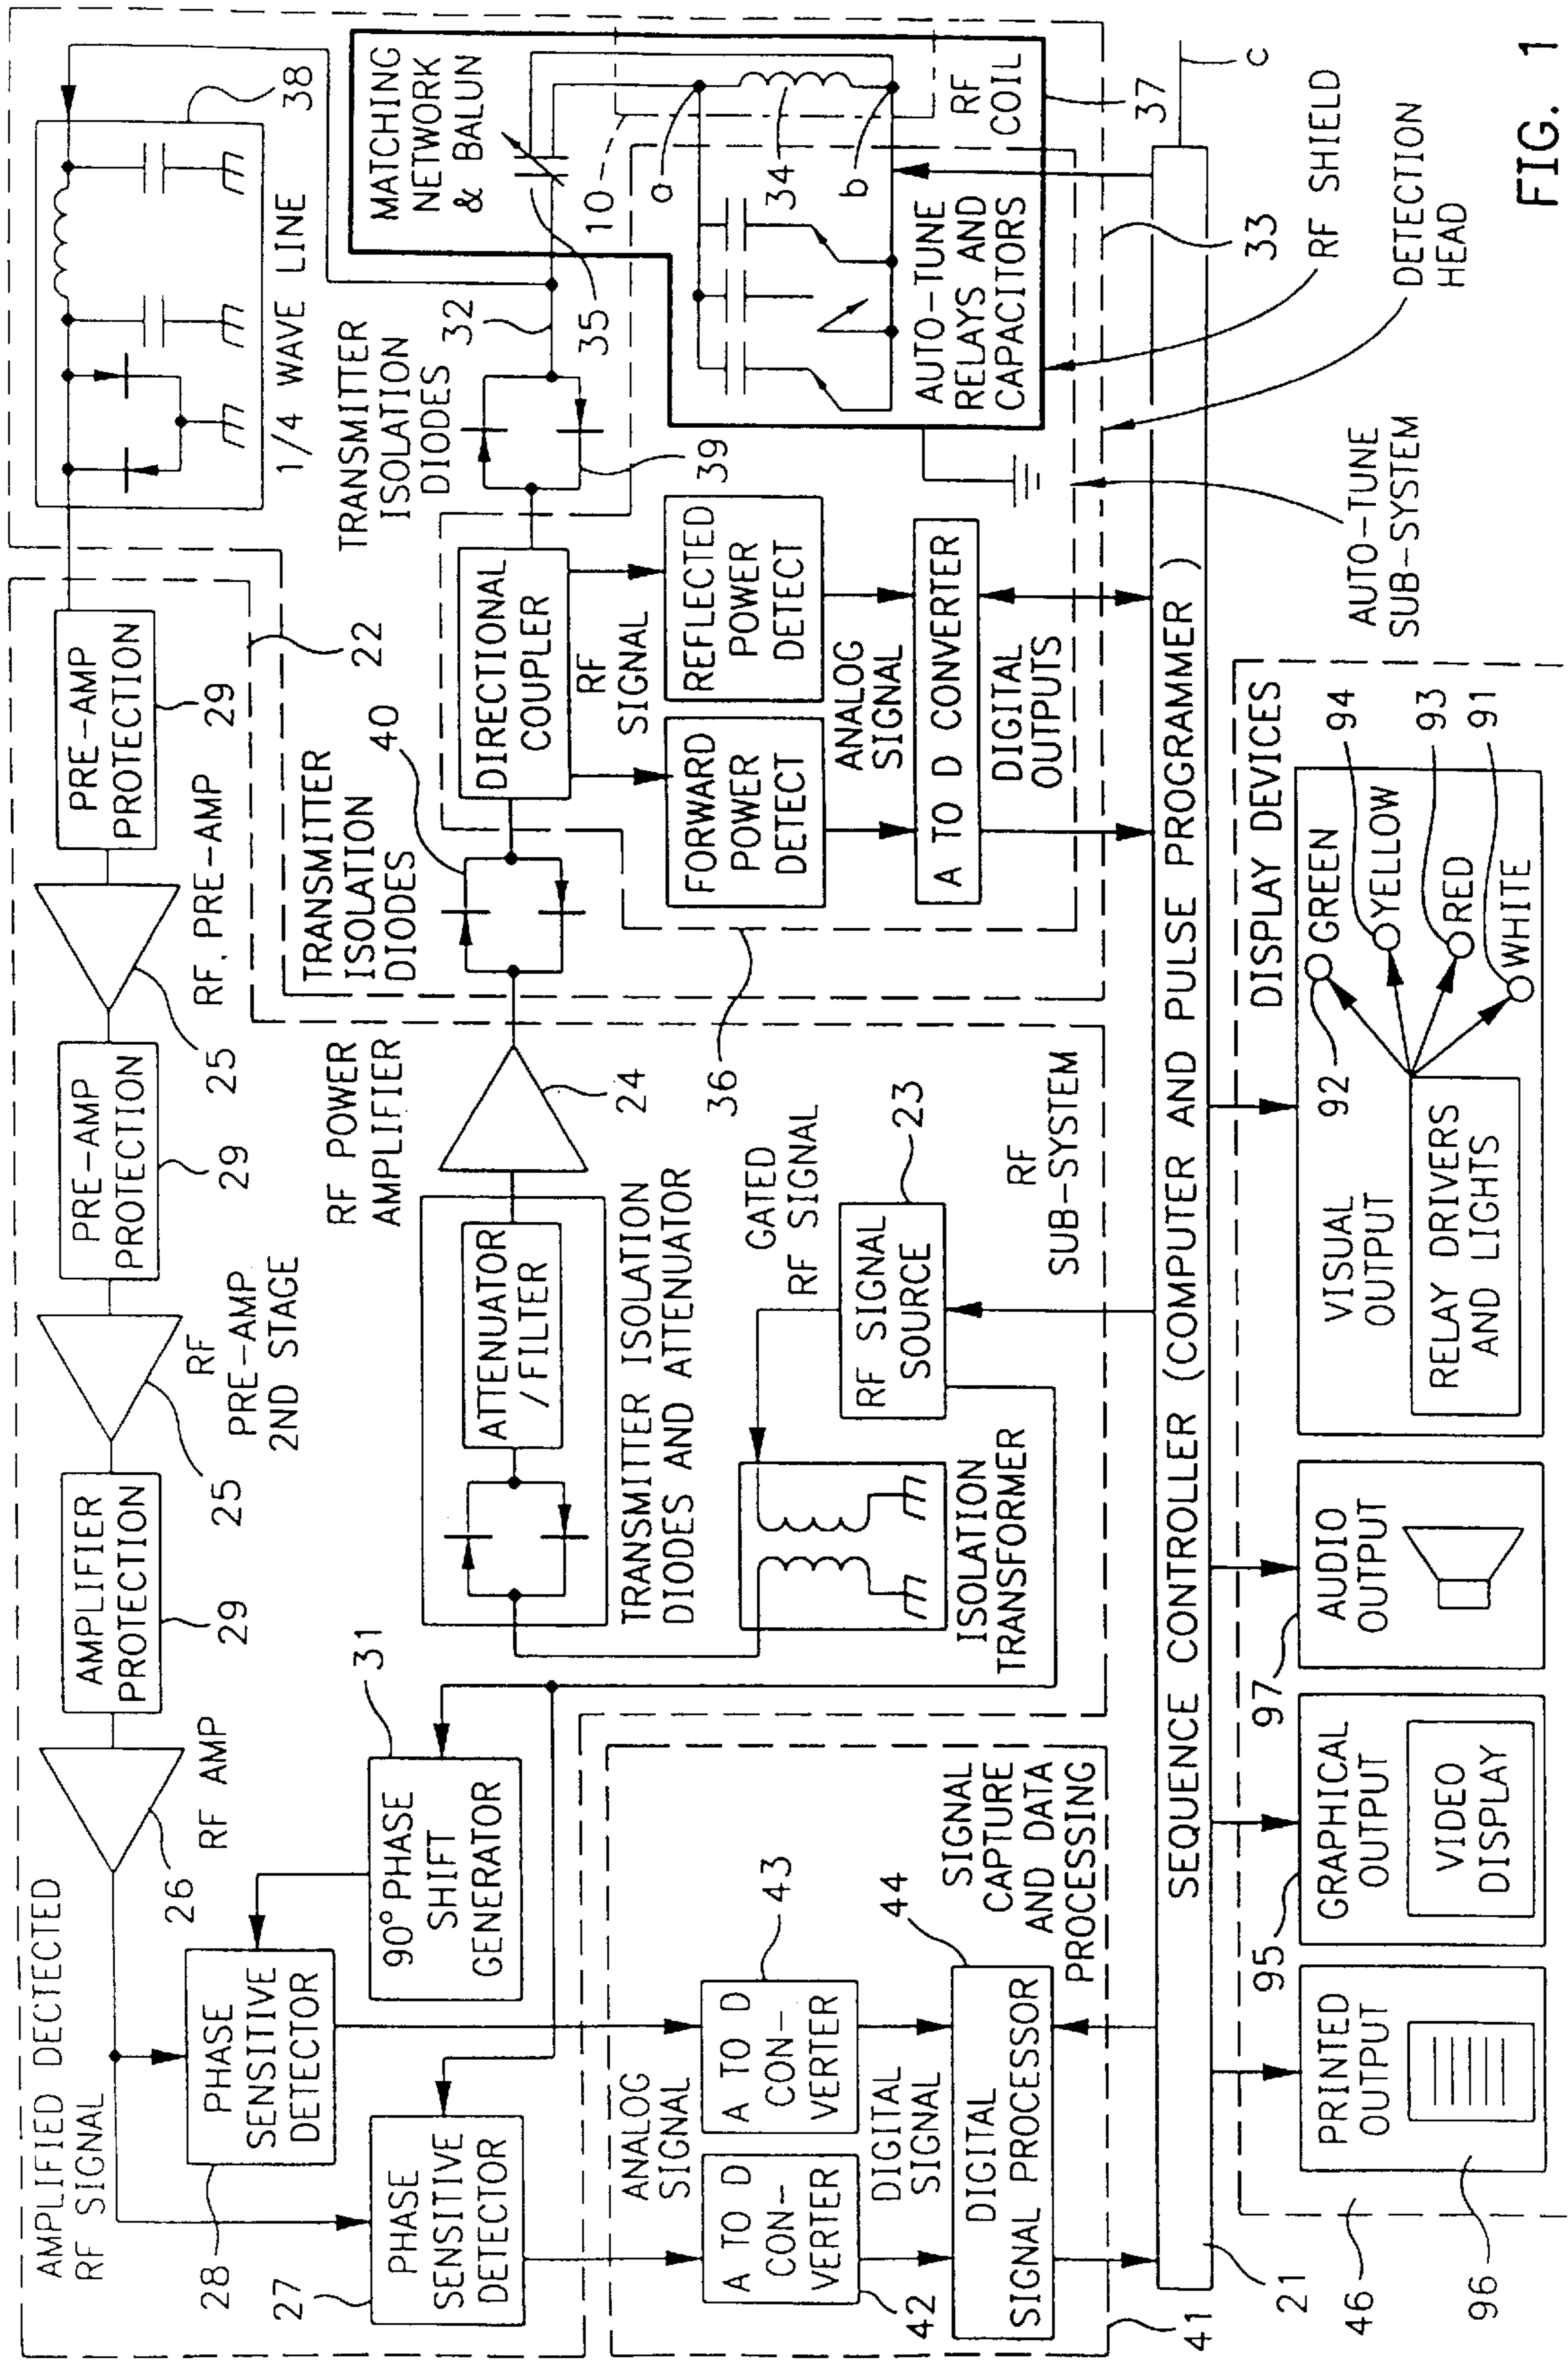 AMPLIFIED DECTECTED
RF SIGNAL
26
RF AMP
AMPLIFIER
PROTECTION
29
25
RF
PRE-AMP
2ND STAGE
PRE-AMP
PROTECTION
29
25
RF. PRE-AMP
PRE-AMP
PROTECTION
29
22
1/4 WAVE LINE
38
28
PHASE
SENSITIVE
DETECTOR
27
PHASE
SENSITIVE
DETECTOR
31
90° PHASE
SHIFT
GENERATOR
ATTENUATOR
/FILTER
TRANSMITTER ISOLATION
DIODES AND ATTENUATOR
RF POWER
AMPLIFIER
24
TRANSMITTER
ISOLATION
DIODES
40
DIRECTIONAL
COUPLER
TRANSMITTER
ISOLATION
DIODES
39
32
35
MATCHING
NETWORK
& BALUN
10
a
34
b
RF
COIL
AUTO-TUNE
RELAYS AND
CAPACITORS
37
RF
SIGNAL
FORWARD
POWER
DETECT
REFLECTED
POWER
DETECT
ANALOG
SIGNAL
A TO D CONVERTER
DIGITAL
OUTPUTS
36
ISOLATION
TRANSFORMER
GATED
RF SIGNAL
RF SIGNAL
SOURCE
23
RF
SUB-SYSTEM
ANALOG
SIGNAL
A TO D
CON-
VERTER
42
A TO D
CON-
VERTER
43
DIGITAL
SIGNAL
DIGITAL
SIGNAL PROCESSOR
44
SIGNAL
CAPTURE
AND DATA
PROCESSING
41
SEQUENCE CONTROLLER (COMPUTER AND PULSE PROGRAMMER)
21
c
33
RF SHIELD
DETECTION
HEAD
AUTO-TUNE
SUB-SYSTEM
DISPLAY DEVICES
46
PRINTED
OUTPUT
96
95
GRAPHICAL
OUTPUT
VIDEO
DISPLAY
97
AUDIO
OUTPUT
VISUAL
OUTPUT
RELAY DRIVERS
AND LIGHTS
92
GREEN
YELLOW
RED
WHITE
94
93
91
FIG. 1